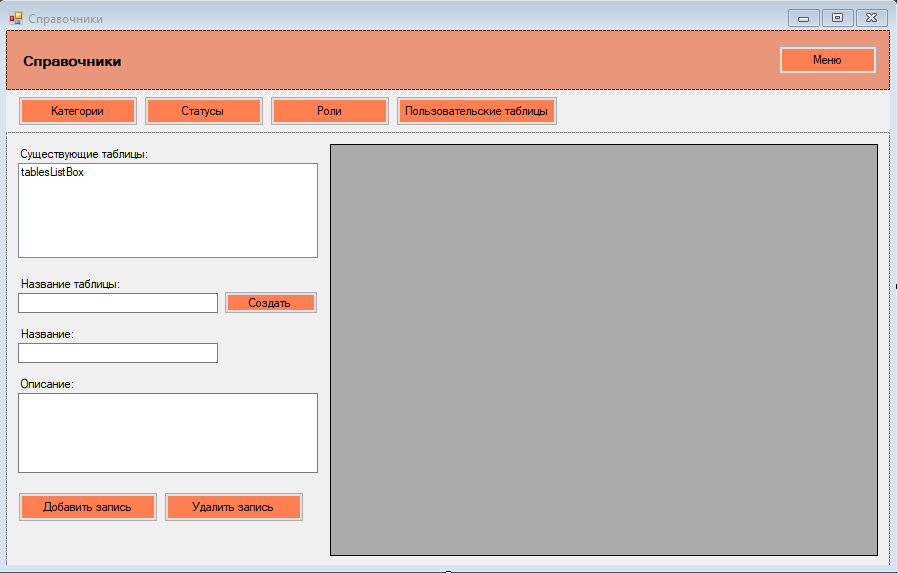 Справочники
Справочники
Меню
Категории
Статусы
Роли
Пользовательские таблицы
Существующие таблицы:
tablesListBox
Название таблицы:
Создать
Название:
Описание:
Добавить запись
Удалить запись